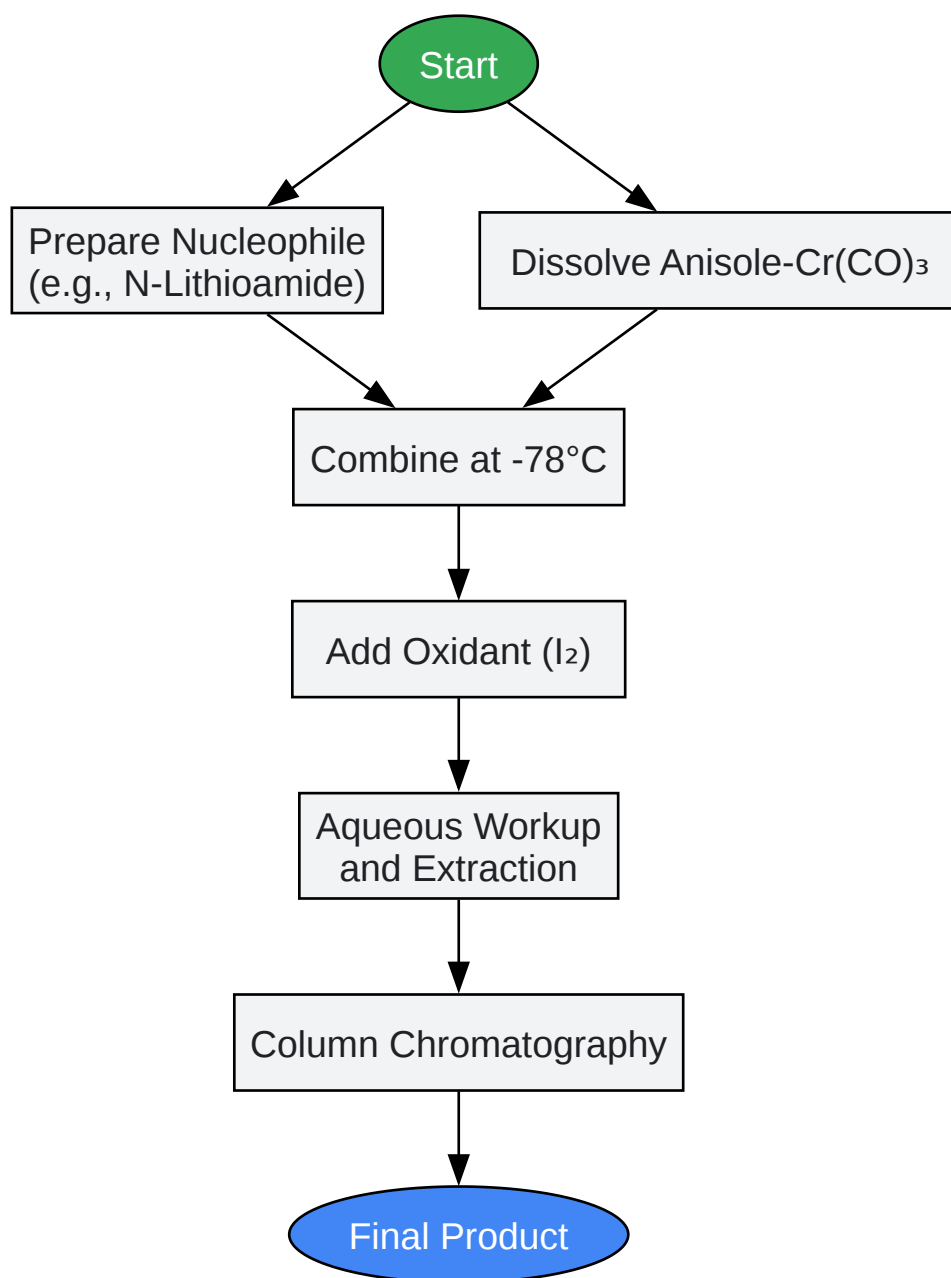 Start
Prepare Nucleophile
(e.g., N-Lithioamide)
Dissolve Anisole-Cr(CO)₃
Combine at -78°C
Add Oxidant (I₂)
Aqueous Workup
and Extraction
Column Chromatography
Final Product